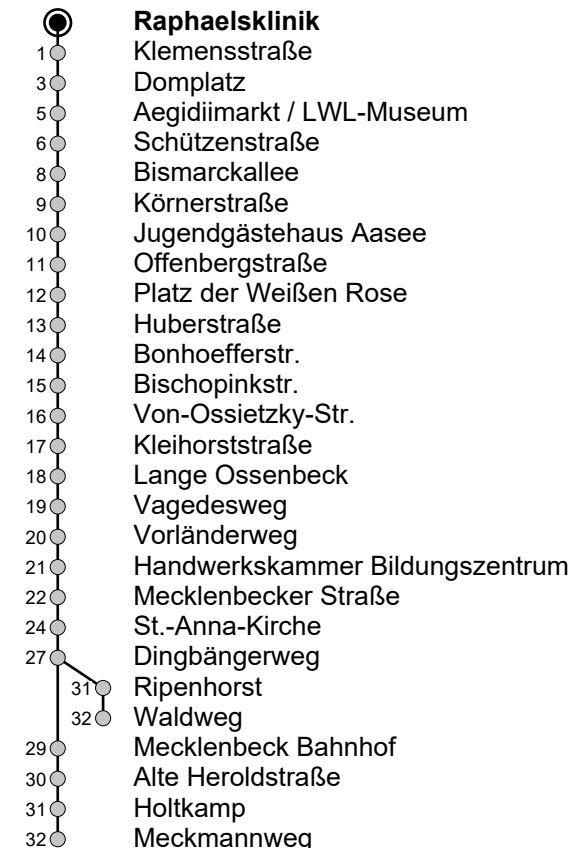 Raphaelsklinik
1 Klemensstraße
3 Domplatz
5 Aegidiimarkt / LWL-Museum
6 Schützenstraße
8 Bismarckallee
9 Körnerstraße
10 Jugendgästehaus Aasee
11 Offenbergstraße
12 Platz der Weißen Rose
13 Huberstraße
14 Bonhoefferstr.
15 Bischopinkstr.
16 Von-Ossietzky-Str.
17 Kleihorststraße
18 Lange Ossenbeck
19 Vagedesweg
20 Vorländerweg
21 Handwerkskammer Bildungszentrum
22 Mecklenbecker Straße
24 St.-Anna-Kirche
27 Dingbängerweg
31 Ripenhorst
32 Waldweg
29 Mecklenbeck Bahnhof
30 Alte Heroldstraße
31 Holtkamp
32 Meckmannweg